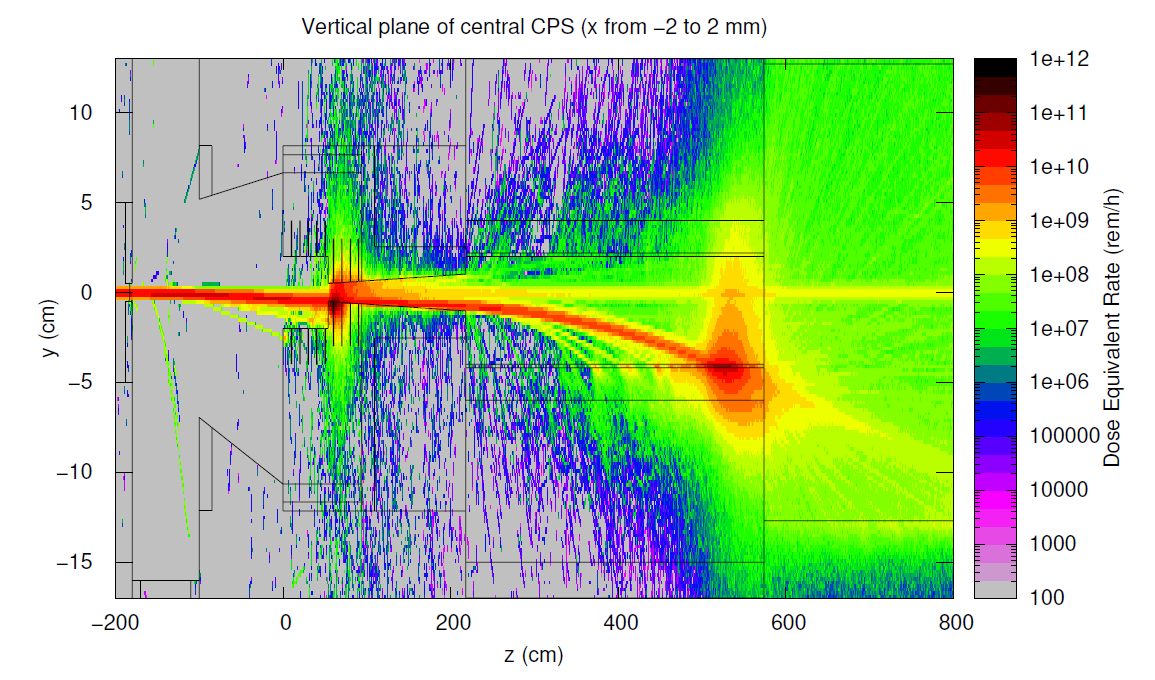 Vertical plane of central CPS (x from −2 to 2 mm)
10
5
0
−5
−10
−15
y (cm)
−200
0
200
400
600
800
z (cm)
1e+12
1e+11
1e+10
1e+09
1e+08
1e+07
1e+06
100000
10000
1000
100
Dose Equivalent Rate (rem/h)